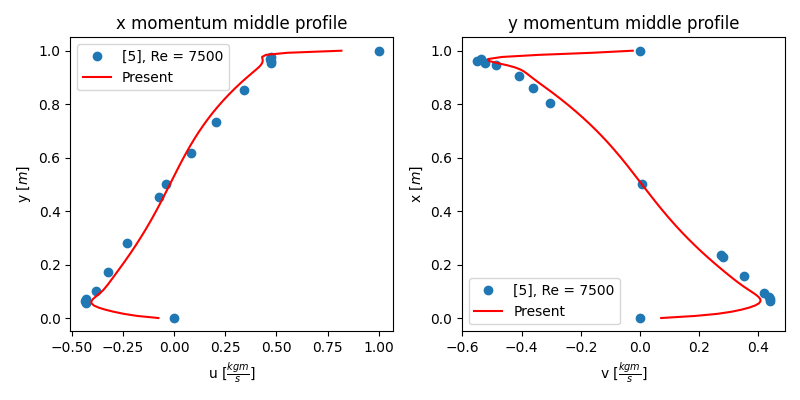 x momentum middle profile
1.0
0.8
0.6
0.4
0.2
0.0
y [m]
[5], Re = 7500
Present
−0.50 −0.25 0.00 0.25 0.50 0.75 1.00
u [kgm/s]
y momentum middle profile
1.0
0.8
0.6
0.4
0.2
0.0
x [m]
[5], Re = 7500
Present
−0.6 −0.4 −0.2 0.0 0.2 0.4
v [kgm/s]